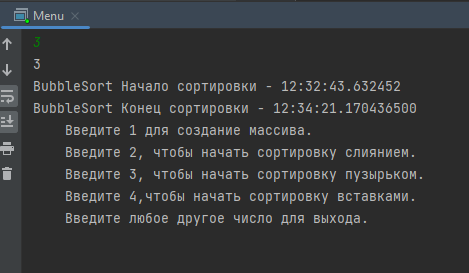 Menu
3
3
BubbleSort Начало сортировки - 12:32:43.632452
BubbleSort Конец сортировки - 12:34:21.170436500
Введите 1 для создание массива.
Введите 2, чтобы начать сортировку слиянием.
Введите 3, чтобы начать сортировку пузырьком.
Введите 4,чтобы начать сортировку вставками.
Введите любое другое число для выхода.